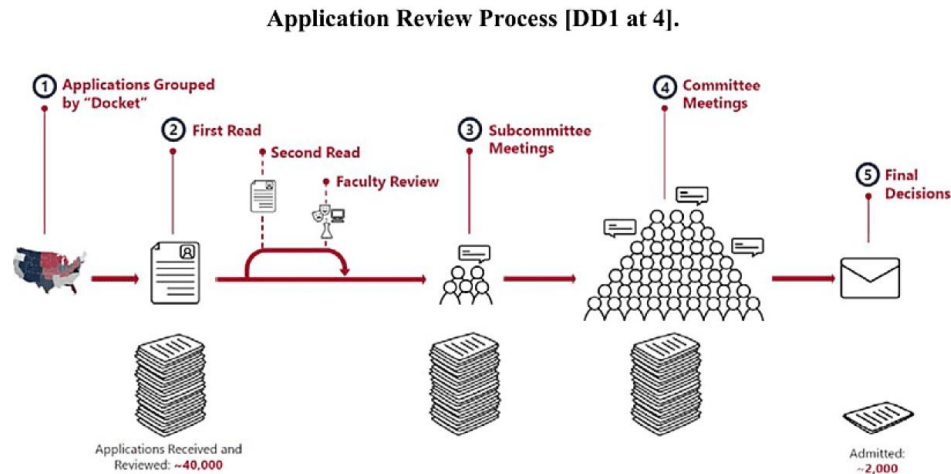 Application Review Process [DD1 at 4].
1 Applications Grouped
by “Docket”
2 First Read
Second Read
Faculty Review
3 Subcommittee
Meetings
4 Committee
Meetings
5 Final
Decisions
Applications Received and
Reviewed: ~40,000
Admitted:
~2,000